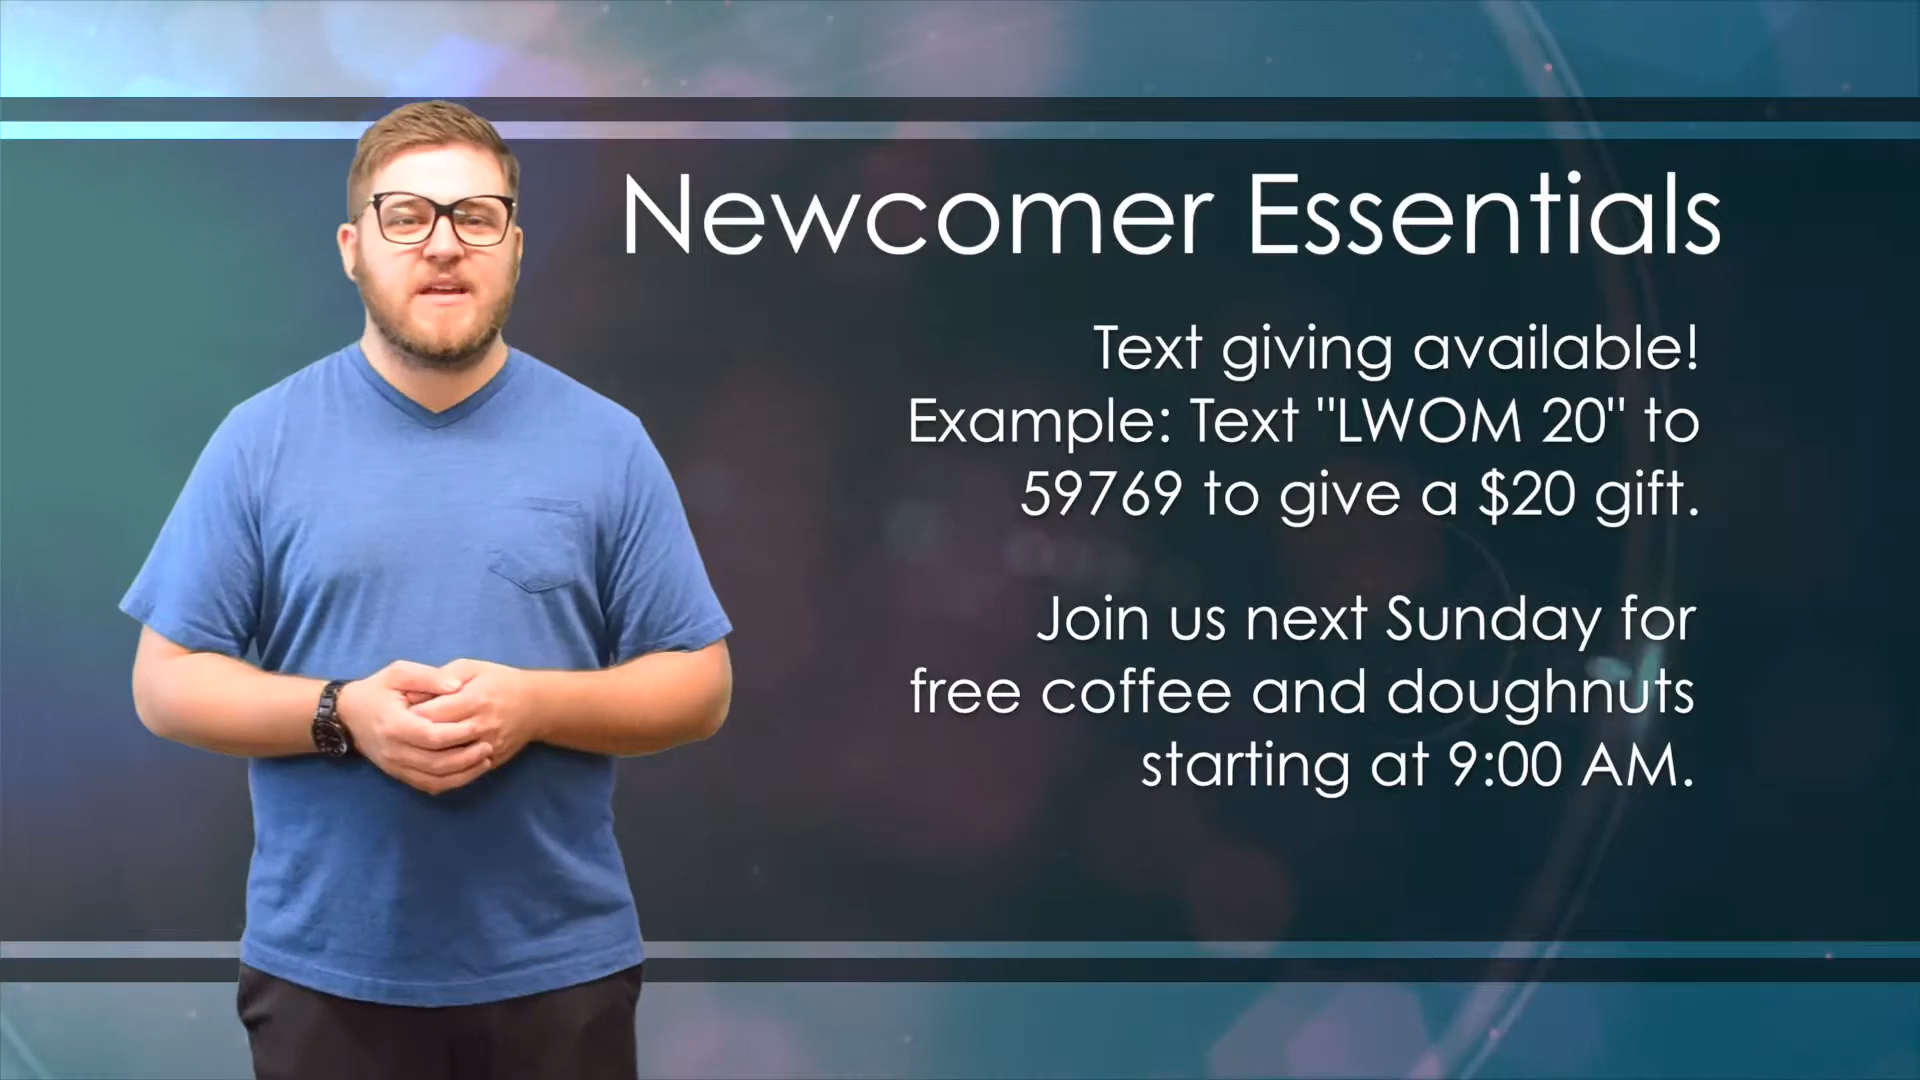 Newcomer Essentials
Text giving available!
Example: Text "LWOM 20" to
59769 to give a $20 gift.
Join us next Sunday for
free coffee and doughnuts
starting at 9:00 AM.